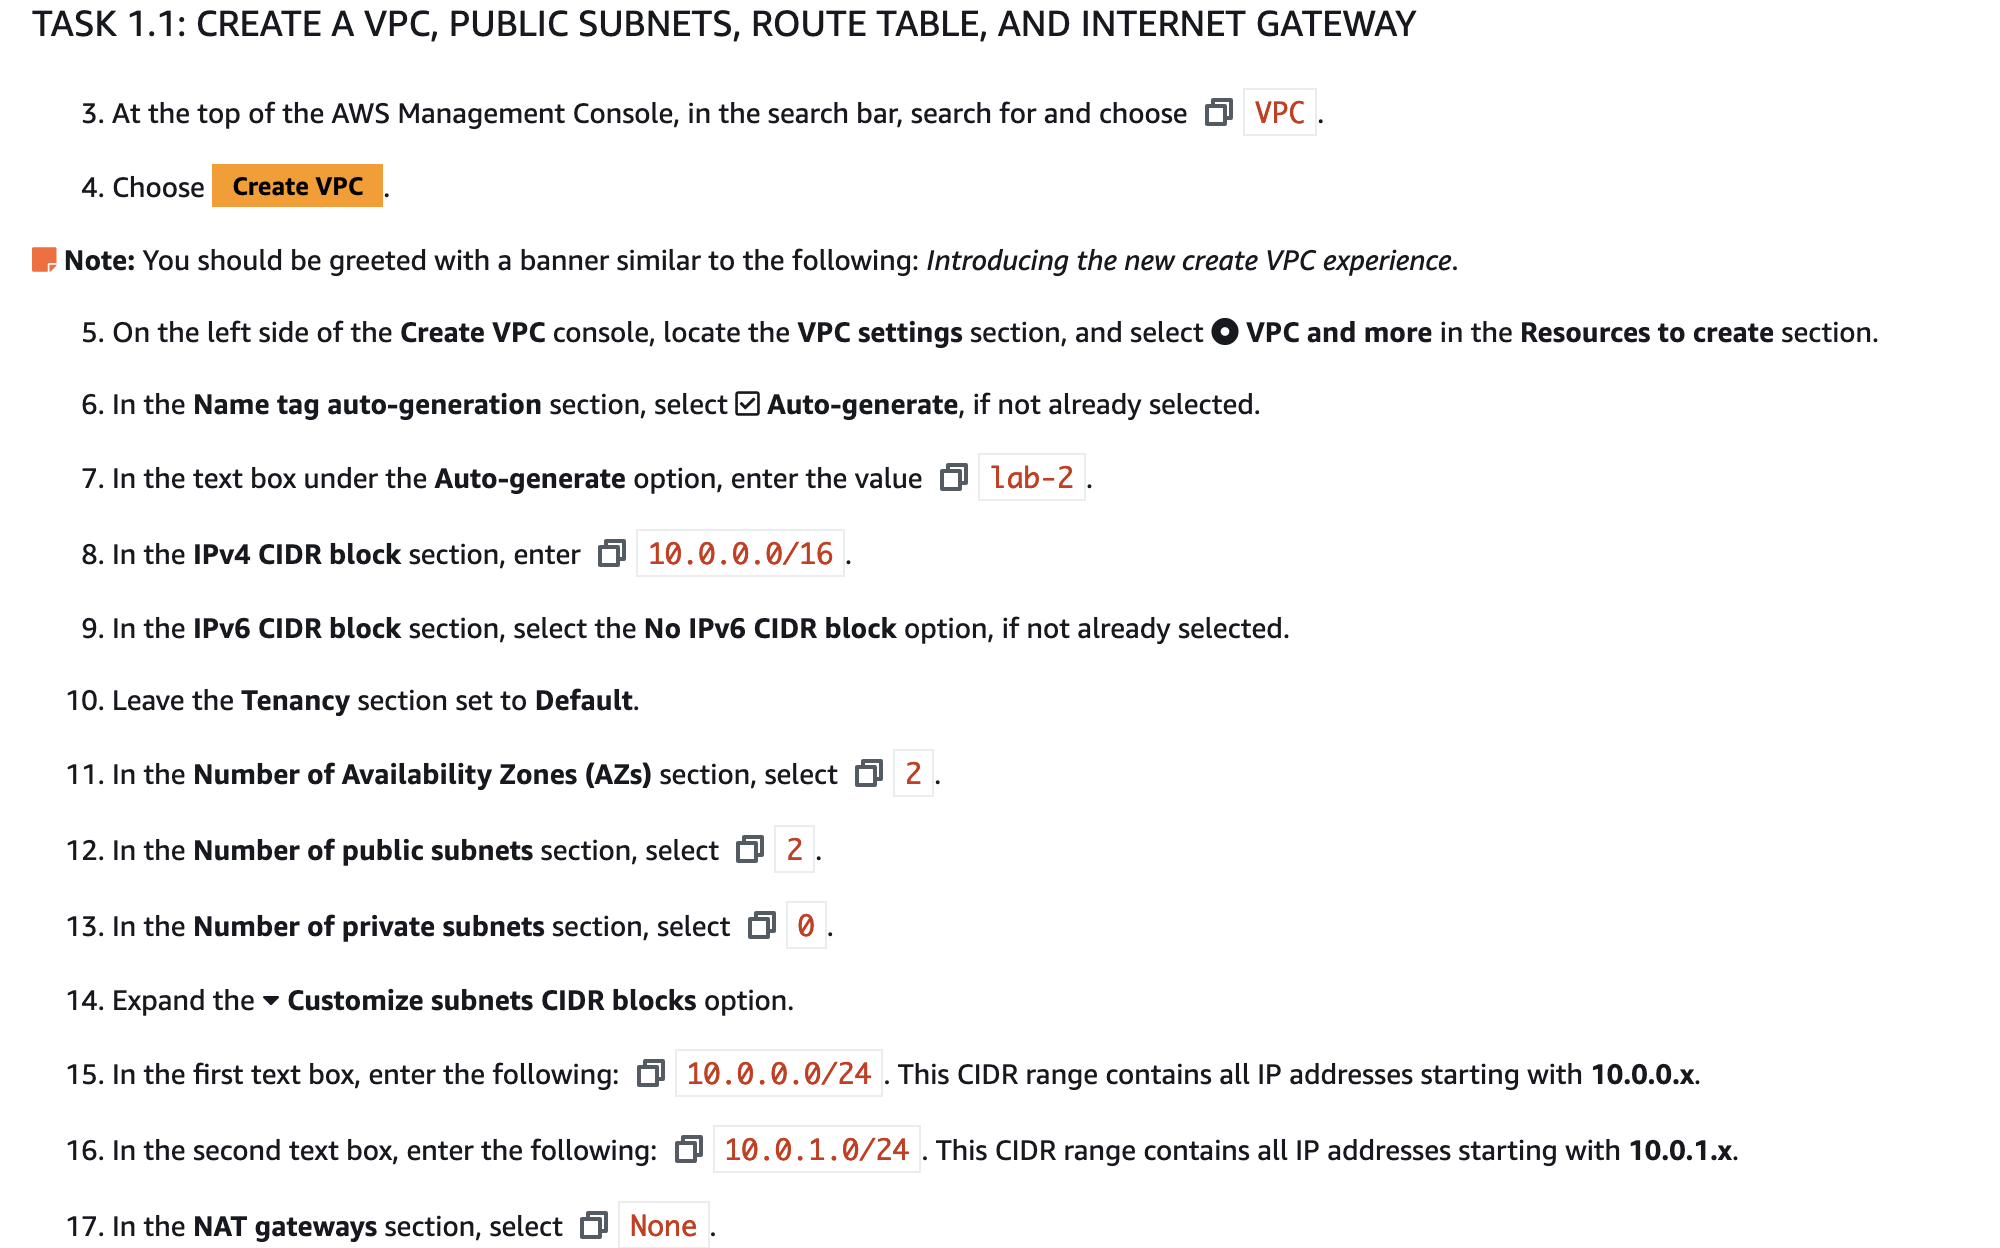 TASK 1.1: CREATE A VPC, PUBLIC SUBNETS, ROUTE TABLE, AND INTERNET GATEWAY
3. At the top of the AWS Management Console, in the search bar, search for and choose VPC.
4. Choose Create VPC.
Note: You should be greeted with a banner similar to the following: Introducing the new create VPC experience.
5. On the left side of the Create VPC console, locate the VPC settings section, and select VPC and more in the Resources to create section.
6. In the Name tag auto-generation section, select Auto-generate, if not already selected.
7. In the text box under the Auto-generate option, enter the value lab-2.
8. In the IPv4 CIDR block section, enter 10.0.0.0/16.
9. In the IPv6 CIDR block section, select the No IPv6 CIDR block option, if not already selected.
10. Leave the Tenancy section set to Default.
11. In the Number of Availability Zones (AZs) section, select 2.
12. In the Number of public subnets section, select 2.
13. In the Number of private subnets section, select 0.
14. Expand the Customize subnets CIDR blocks option.
15. In the first text box, enter the following: 10.0.0.0/24. This CIDR range contains all IP addresses starting with 10.0.0.x.
16. In the second text box, enter the following: 10.0.1.0/24. This CIDR range contains all IP addresses starting with 10.0.1.x.
17. In the NAT gateways section, select None.